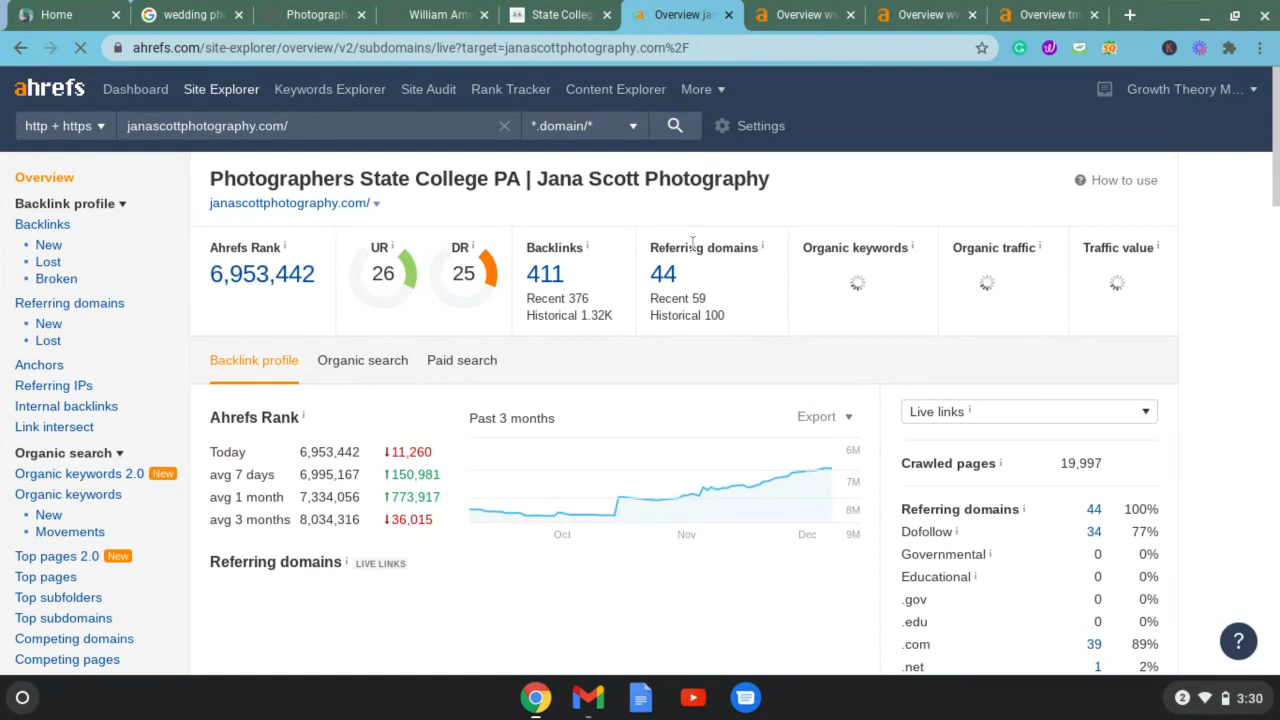 Home
wedding ph
Photograph
William Am
State Colleg
Overview jan
Overview ww
Overview ww
Overview tm
ahrefs.com/site-explorer/overview/v2/subdomains/live?target=janascottphotography.com%2F
ahrefs
Dashboard
Site Explorer
Keywords Explorer
Site Audit
Rank Tracker
Content Explorer
More
Growth Theory M...
http + https
janascottphotography.com/
*.domain/*
Settings
Overview
Backlink profile
Backlinks
New
Lost
Broken
Referring domains
New
Lost
Anchors
Referring IPs
Internal backlinks
Link intersect
Organic search
Organic keywords 2.0 New
Organic keywords
New
Movements
Top pages 2.0 New
Top pages
Top subfolders
Top subdomains
Competing domains
Competing pages
Photographers State College PA | Jana Scott Photography
How to use
janascottphotography.com/
Ahrefs Rank i
6,953,442
UR i
26
DR i
25
Backlinks i
411
Recent 376
Historical 1.32K
Referring domains i
44
Recent 59
Historical 100
Organic keywords i
Organic traffic i
Traffic value i
Backlink profile
Organic search
Paid search
Ahrefs Rank i
Past 3 months
Export
Today 6,953,442 ↓11,260
avg 7 days 6,995,167 ↑150,981
avg 1 month 7,334,056 ↑773,917
avg 3 months 8,034,316 ↓36,015
6M
7M
8M
9M
Oct Nov Dec
Referring domains i LIVE LINKS
Live links i
Crawled pages i 19,997
Referring domains i 44 100%
Dofollow i 34 77%
Governmental i 0 0%
Educational i 0 0%
.gov 0 0%
.edu 0 0%
.com 39 89%
.net 1 2%
?
2
3:30